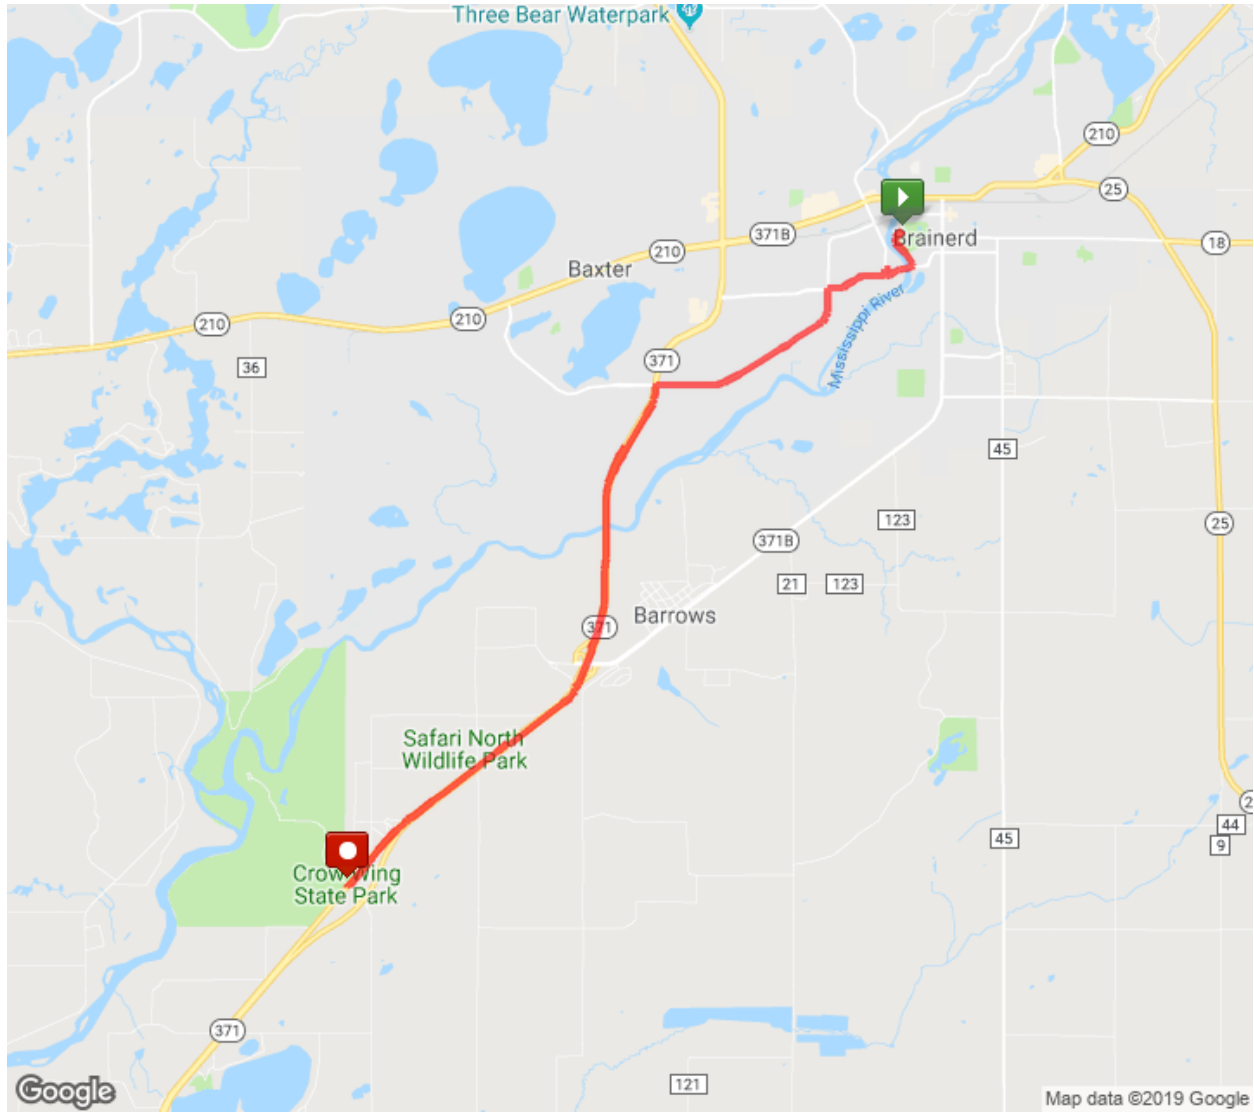 Three Bear Waterpark
210
25
371B
Brainerd
18
210
Baxter
210
210
Mississippi River
371
36
45
123
25
371B
21
123
Barrows
371
Safari North
Wildlife Park
2
44
45
9
Crow Wing
State Park
371
121
Google
Map data ©2019 Google